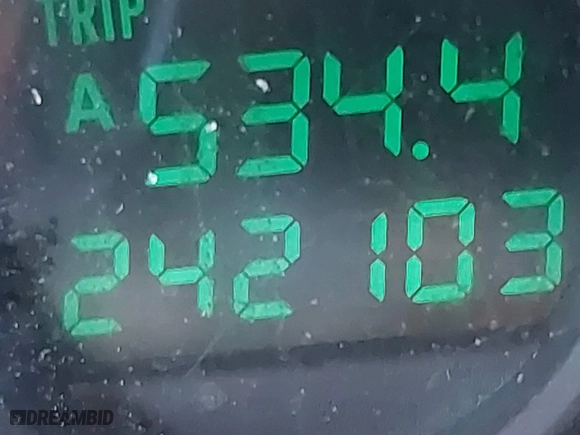 TRIP
A 534.4
242103
DREAMBID